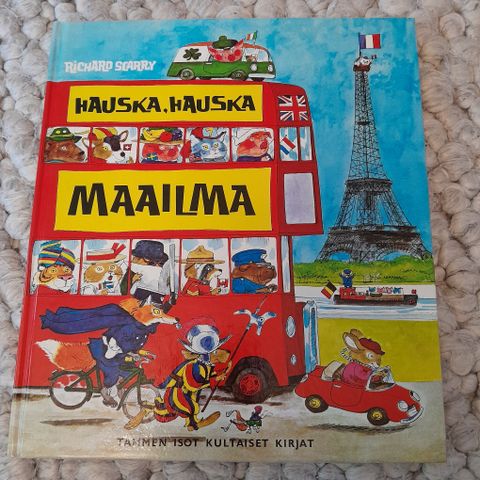 RICHARD SCARRY
HAUSKA, HAUSKA
MAAILMA
TAMMEN ISOT KULTAISET KIRJAT